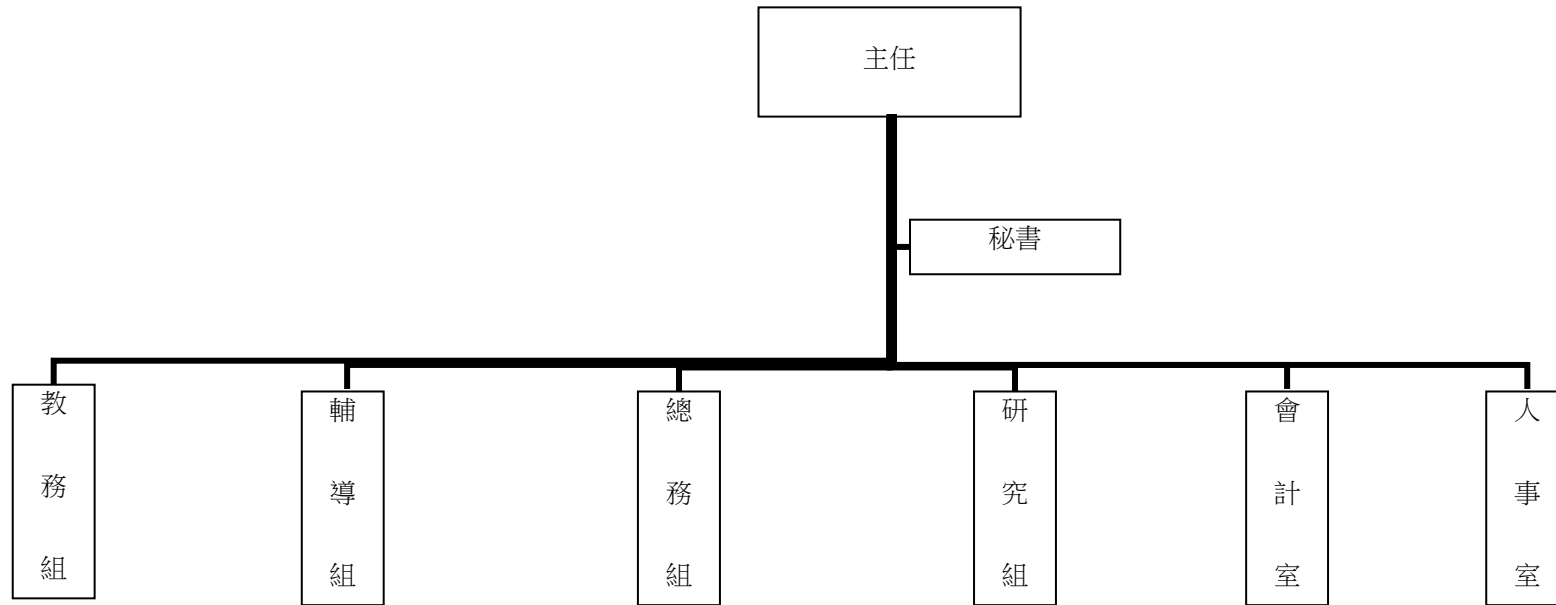 主任
秘書
教務組
輔導組
總務組
研究組
會計室
人事室